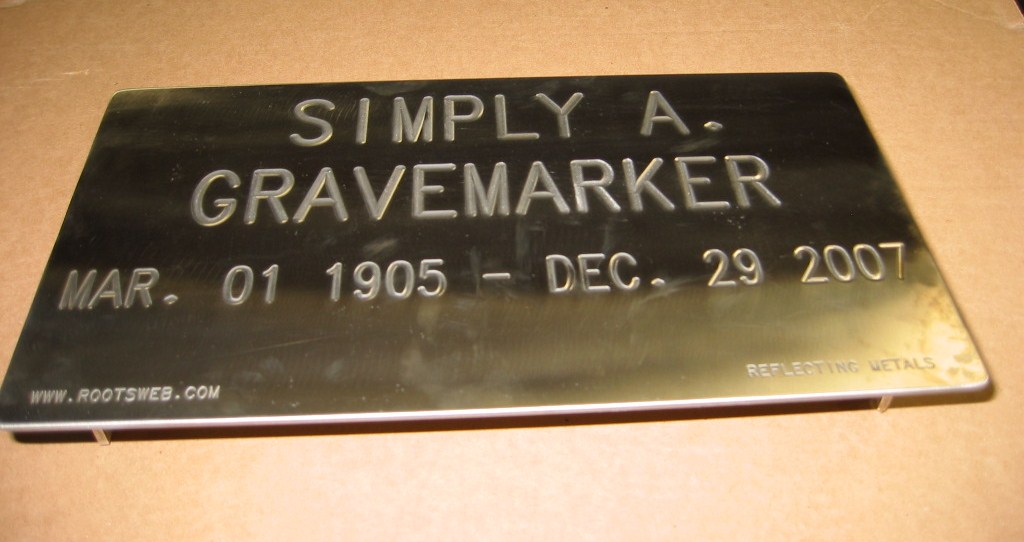 SIMPLY A.
GRAVEMARKER
MAR. 01 1905 - DEC. 29 2007
WWW.ROOTSWEB.COM
REFLECTING METALS